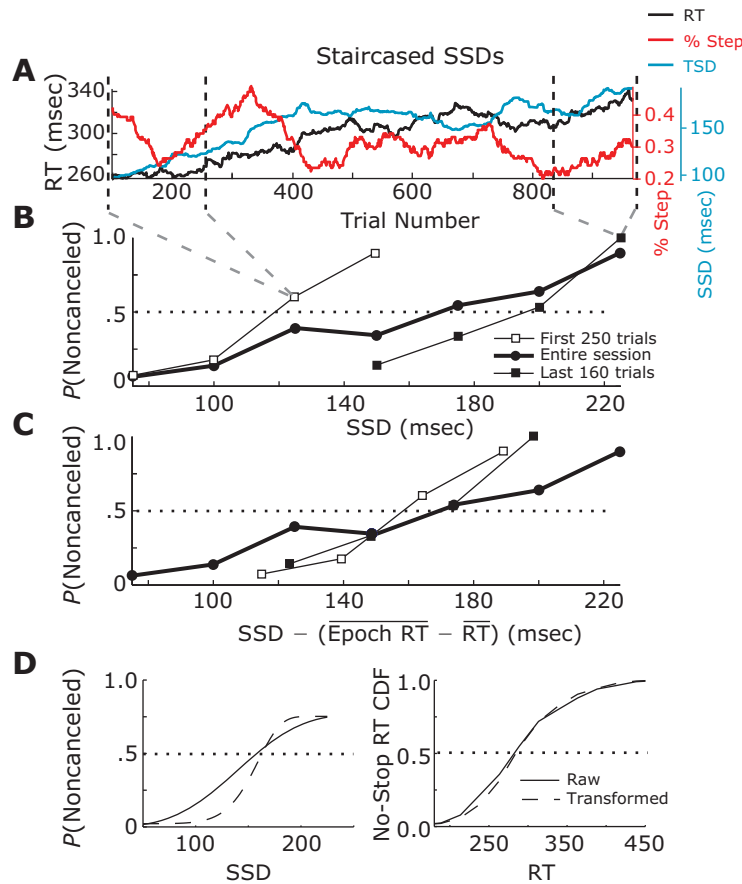 RT
% Step
TSD
Staircased SSDs
A
RT (msec)
340
300
260
200
400
600
800
Trial Number
0.4
0.3
0.2
% Step
150
100
SSD (msec)
B
P(Noncanceled)
1.0
.5
0
100
140
180
220
SSD (msec)
First 250 trials
Entire session
Last 160 trials
C
P(Noncanceled)
1.0
.5
0
100
140
180
220
SSD – (Epoch RT – RT) (msec)
D
P(Noncanceled)
1.0
.5
0
100
200
SSD
No-Stop RT CDF
1.0
0.5
0.0
250
350
450
RT
Raw
Transformed